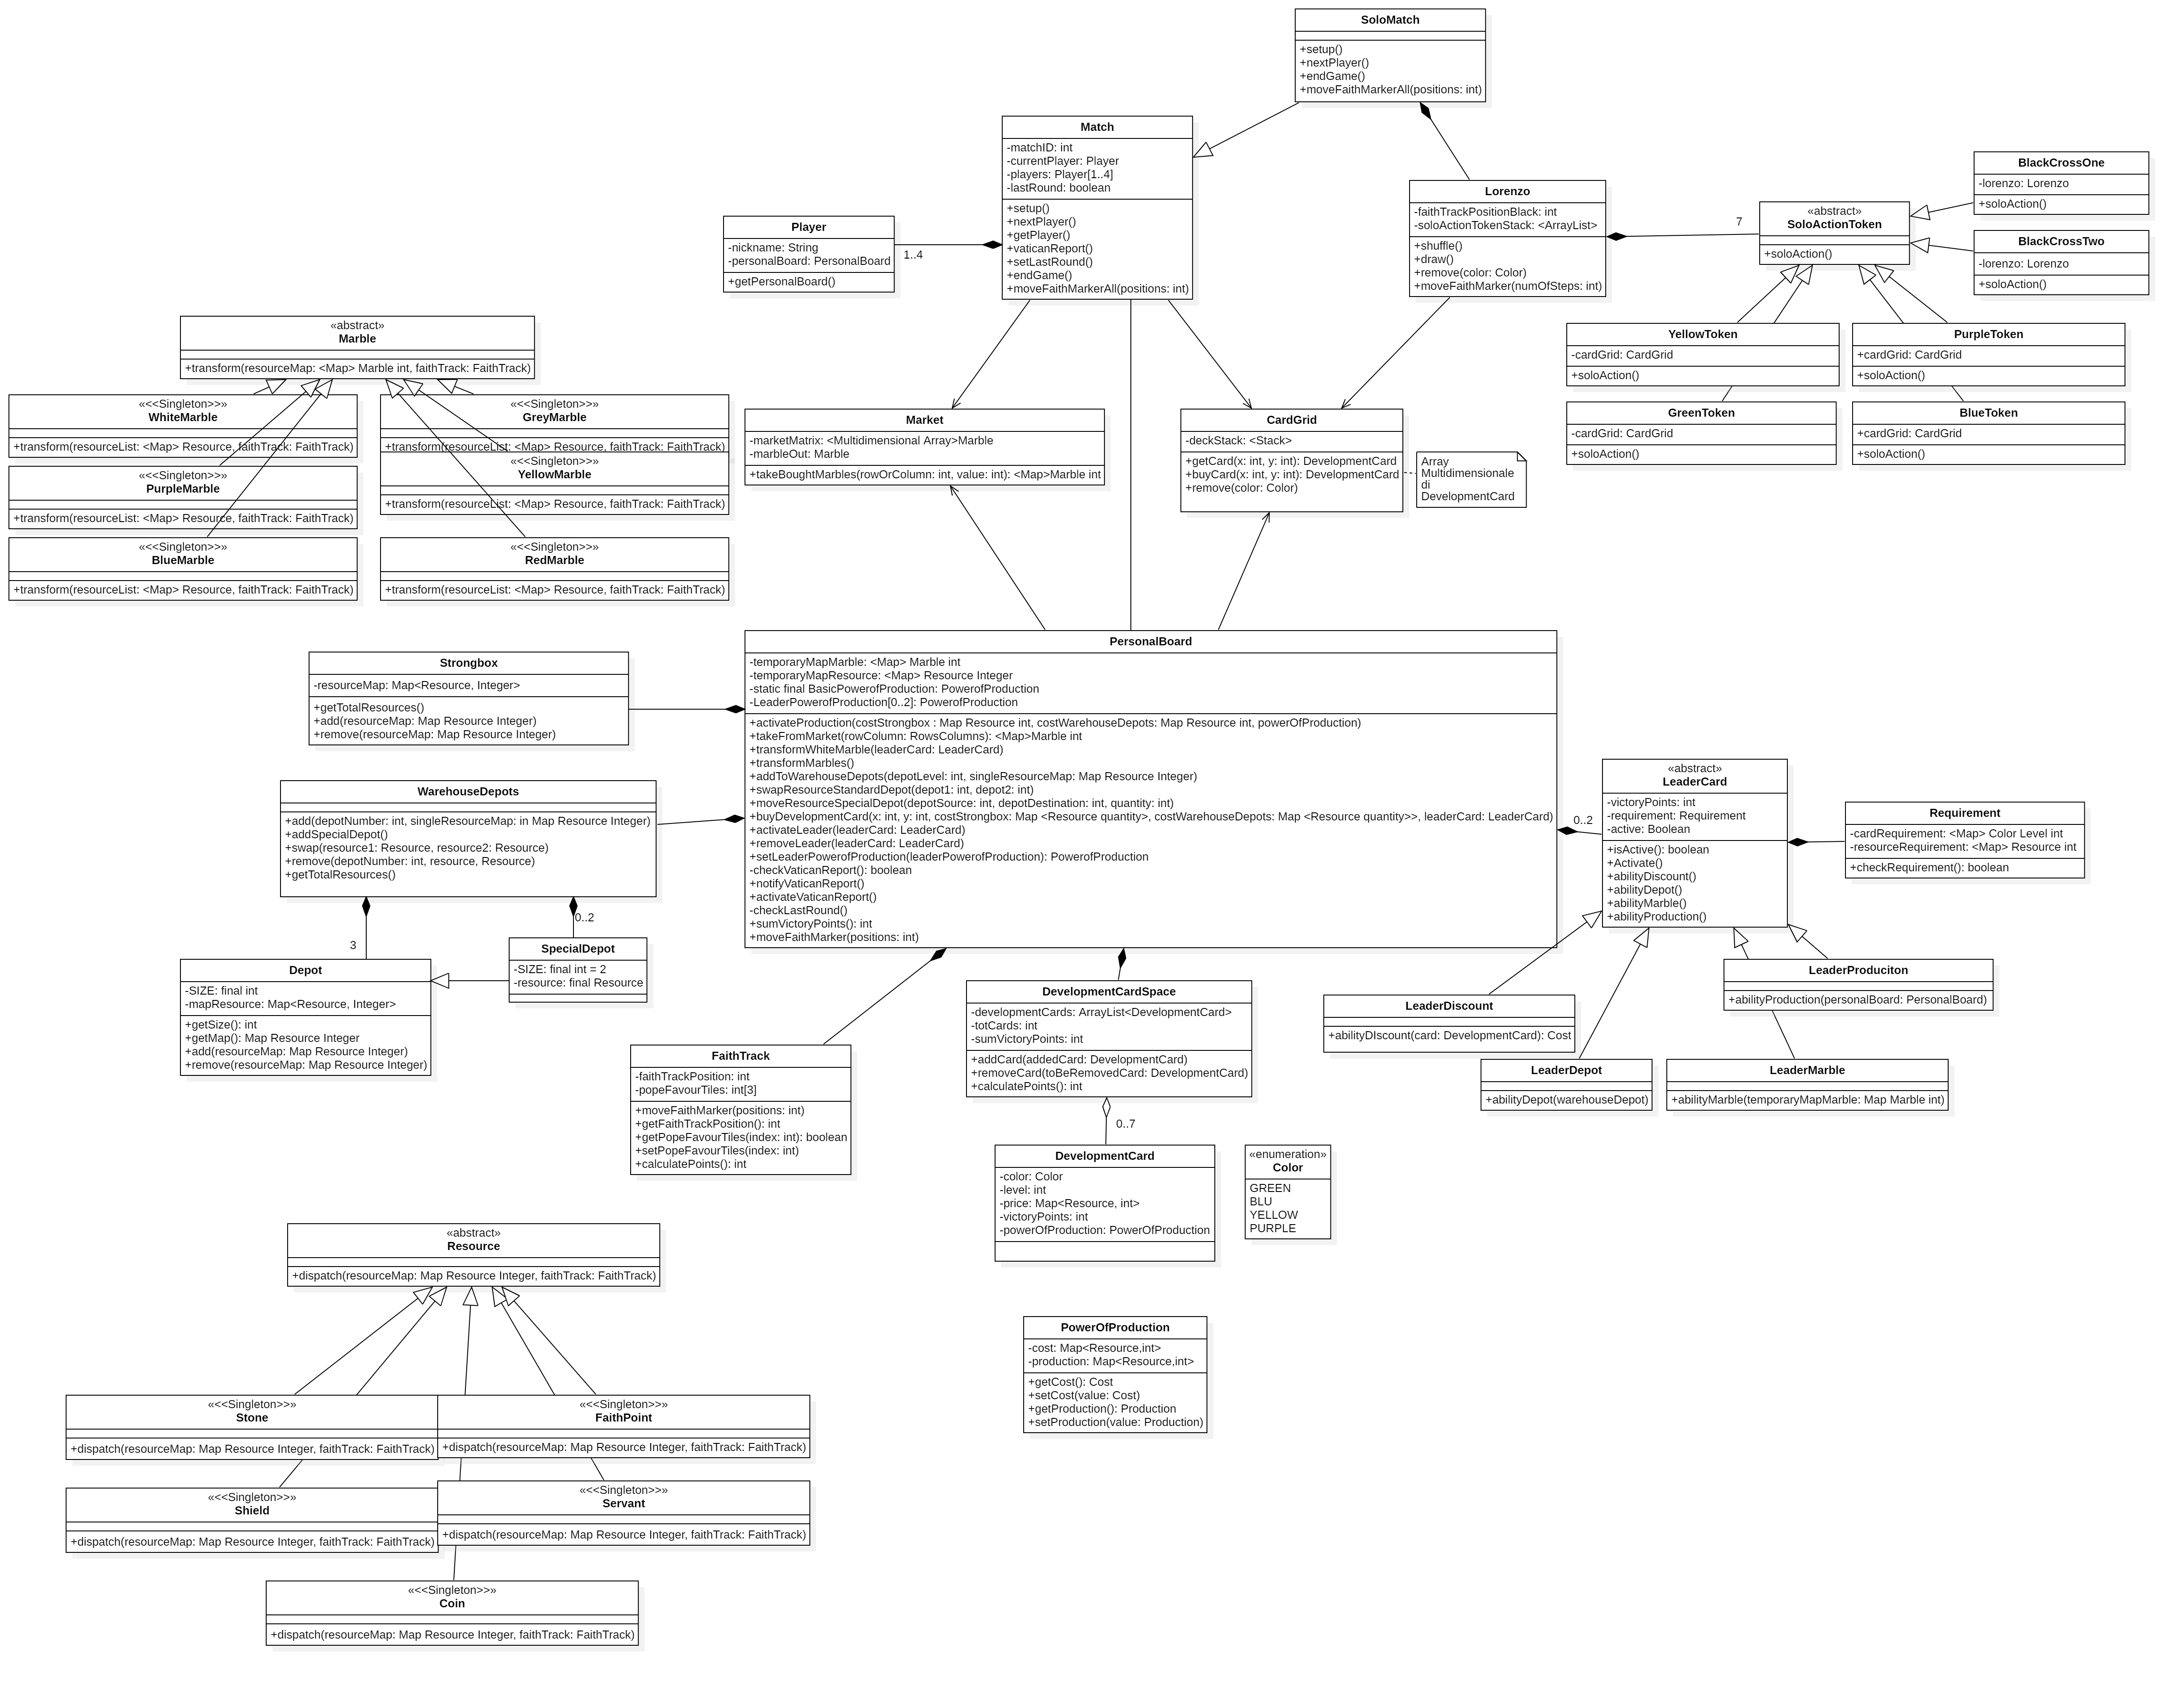 SoloMatch
+setup()
+nextPlayer()
+endGame()
+moveFaithMarkerAll(positions: int)
Match
-matchID: int
-currentPlayer: Player
-players: Player[1..4]
-lastRound: boolean
+setup()
+nextPlayer()
+getPlayer()
+vaticanReport()
+setLastRound()
+endGame()
+moveFaithMarkerAll(positions: int)
Player
-nickname: String
-personalBoard: PersonalBoard
+getPersonalBoard()
1..4
Lorenzo
-faithTrackPositionBlack: int
-soloActionTokenStack: <ArrayList>
+shuffle()
+draw()
+remove(color: Color)
+moveFaithMarker(numOfSteps: int)
7
«abstract»
SoloActionToken
+soloAction()
BlackCrossOne
-lorenzo: Lorenzo
+soloAction()
BlackCrossTwo
-lorenzo: Lorenzo
+soloAction()
YellowToken
-cardGrid: CardGrid
+soloAction()
PurpleToken
+cardGrid: CardGrid
+soloAction()
GreenToken
-cardGrid: CardGrid
+soloAction()
BlueToken
+cardGrid: CardGrid
+soloAction()
«abstract»
Marble
+transform(resourceMap: <Map> Marble int, faithTrack: FaithTrack)
«<<Singleton>>»
WhiteMarble
+transform(resourceList: <Map> Resource, faithTrack: FaithTrack)
«<<Singleton>>»
GreyMarble
+transform(resourceList: <Map> Resource, faithTrack: FaithTrack)
«<<Singleton>>»
PurpleMarble
+transform(resourceList: <Map> Resource, faithTrack: FaithTrack)
«<<Singleton>>»
YellowMarble
+transform(resourceList: <Map> Resource, faithTrack: FaithTrack)
«<<Singleton>>»
BlueMarble
+transform(resourceList: <Map> Resource, faithTrack: FaithTrack)
«<<Singleton>>»
RedMarble
+transform(resourceList: <Map> Resource, faithTrack: FaithTrack)
Market
-marketMatrix: <Multidimensional Array>Marble
-marbleOut: Marble
+takeBoughtMarbles(rowOrColumn: int, value: int): <Map>Marble int
CardGrid
-deckStack: <Stack>
+getCard(x: int, y: int): DevelopmentCard
+buyCard(x: int, y: int): DevelopmentCard
+remove(color: Color)
Array
Multidimensionale
di
DevelopmentCard
PersonalBoard
-temporaryMapMarble: <Map> Marble int
-temporaryMapResource: <Map> Resource Integer
-static final BasicPowerofProduction: PowerofProduction
-LeaderPowerofProduction[0..2]: PowerofProduction
+activateProduction(costStrongbox : Map Resource int, costWarehouseDepots: Map Resource int, powerOfProduction)
+takeFromMarket(rowColumn: RowsColumns): <Map>Marble int
+transformWhiteMarble(leaderCard: LeaderCard)
+transformMarbles()
+addToWarehouseDepots(depotLevel: int, singleResourceMap: Map Resource Integer)
+swapResourceStandardDepot(depot1: int, depot2: int)
+moveResourceSpecialDepot(depotSource: int, depotDestination: int, quantity: int)
+buyDevelopmentCard(x: int, y: int, costStrongbox: Map <Resource quantity>, costWarehouseDepots: Map <Resource quantity>>, leaderCard: LeaderCard)
+activateLeader(leaderCard: LeaderCard)
+removeLeader(leaderCard: LeaderCard)
+setLeaderPowerofProduction(leaderPowerofProduction): PowerofProduction
-checkVaticanReport(): boolean
+notifyVaticanReport()
+activateVaticanReport()
-checkLastRound()
+sumVictoryPoints(): int
+moveFaithMarker(positions: int)
Strongbox
-resourceMap: Map<Resource, Integer>
+getTotalResources()
+add(resourceMap: Map Resource Integer)
+remove(resourceMap: Map Resource Integer)
WarehouseDepots
+add(depotNumber: int, singleResourceMap: in Map Resource Integer)
+addSpecialDepot()
+swap(resource1: Resource, resource2: Resource)
+remove(depotNumber: int, resource, Resource)
+getTotalResources()
3
0..2
Depot
-SIZE: final int
-mapResource: Map<Resource, Integer>
+getSize(): int
+getMap(): Map Resource Integer
+add(resourceMap: Map Resource Integer)
+remove(resourceMap: Map Resource Integer)
SpecialDepot
-SIZE: final int = 2
-resource: final Resource
0..2
«abstract»
LeaderCard
-victoryPoints: int
-requirement: Requirement
-active: Boolean
+isActive(): boolean
+Activate()
+abilityDiscount()
+abilityDepot()
+abilityMarble()
+abilityProduction()
Requirement
-cardRequirement: <Map> Color Level int
-resourceRequirement: <Map> Resource int
+checkRequirement(): boolean
LeaderProduciton
+abilityProduction(personalBoard: PersonalBoard)
LeaderDiscount
+abilityDIscount(card: DevelopmentCard): Cost
LeaderDepot
+abilityDepot(warehouseDepot)
LeaderMarble
+abilityMarble(temporaryMapMarble: Map Marble int)
FaithTrack
-faithTrackPosition: int
-popeFavourTiles: int[3]
+moveFaithMarker(positions: int)
+getFaithTrackPosition(): int
+getPopeFavourTiles(index: int): boolean
+setPopeFavourTiles(index: int)
+calculatePoints(): int
DevelopmentCardSpace
-developmentCards: ArrayList<DevelopmentCard>
-totCards: int
-sumVictoryPoints: int
+addCard(addedCard: DevelopmentCard)
+removeCard(toBeRemovedCard: DevelopmentCard)
+calculatePoints(): int
0..7
DevelopmentCard
-color: Color
-level: int
-price: Map<Resource, int>
-victoryPoints: int
-powerOfProduction: PowerOfProduction
«enumeration»
Color
GREEN
BLU
YELLOW
PURPLE
«abstract»
Resource
+dispatch(resourceMap: Map Resource Integer, faithTrack: FaithTrack)
PowerOfProduction
-cost: Map<Resource,int>
-production: Map<Resource,int>
+getCost(): Cost
+setCost(value: Cost)
+getProduction(): Production
+setProduction(value: Production)
«<<Singleton>>»
Stone
+dispatch(resourceMap: Map Resource Integer, faithTrack: FaithTrack)
«<<Singleton>>»
FaithPoint
+dispatch(resourceMap: Map Resource Integer, faithTrack: FaithTrack)
«<<Singleton>>»
Shield
+dispatch(resourceMap: Map Resource Integer, faithTrack: FaithTrack)
«<<Singleton>>»
Servant
+dispatch(resourceMap: Map Resource Integer, faithTrack: FaithTrack)
«<<Singleton>>»
Coin
+dispatch(resourceMap: Map Resource Integer, faithTrack: FaithTrack)